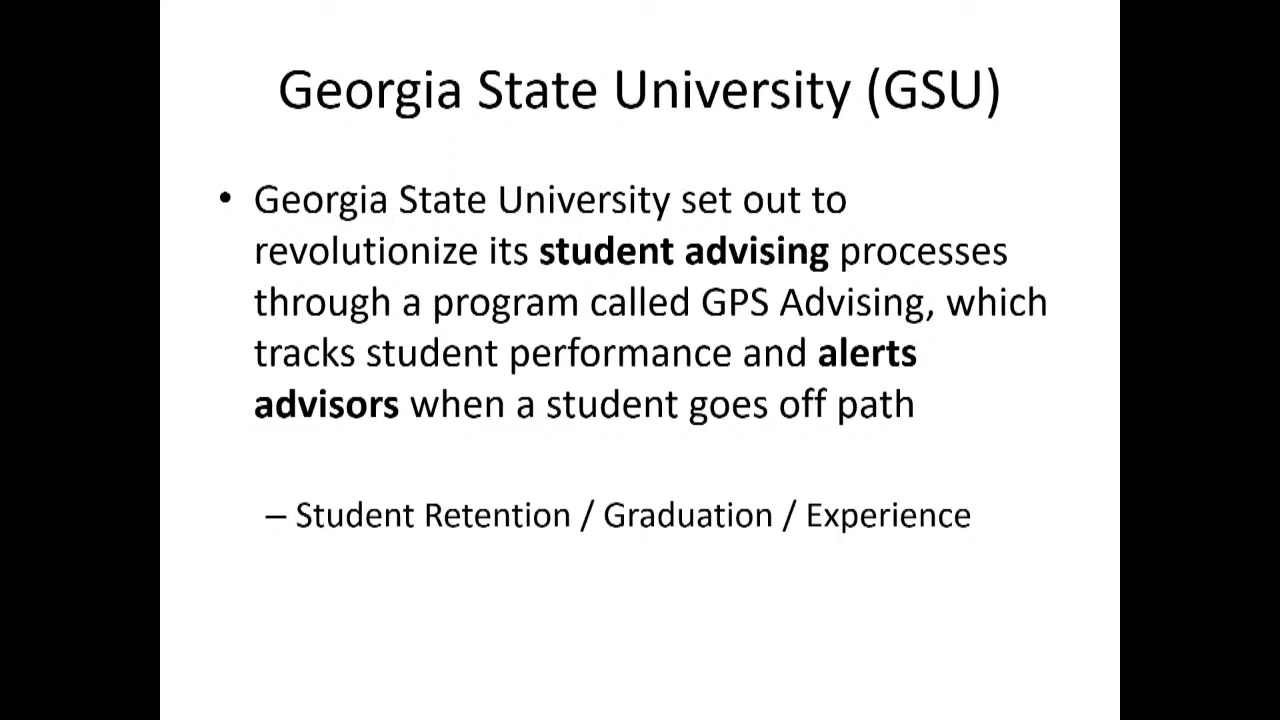 Georgia State University (GSU)
• Georgia State University set out to
revolutionize its student advising processes
through a program called GPS Advising, which
tracks student performance and alerts
advisors when a student goes off path
– Student Retention / Graduation / Experience